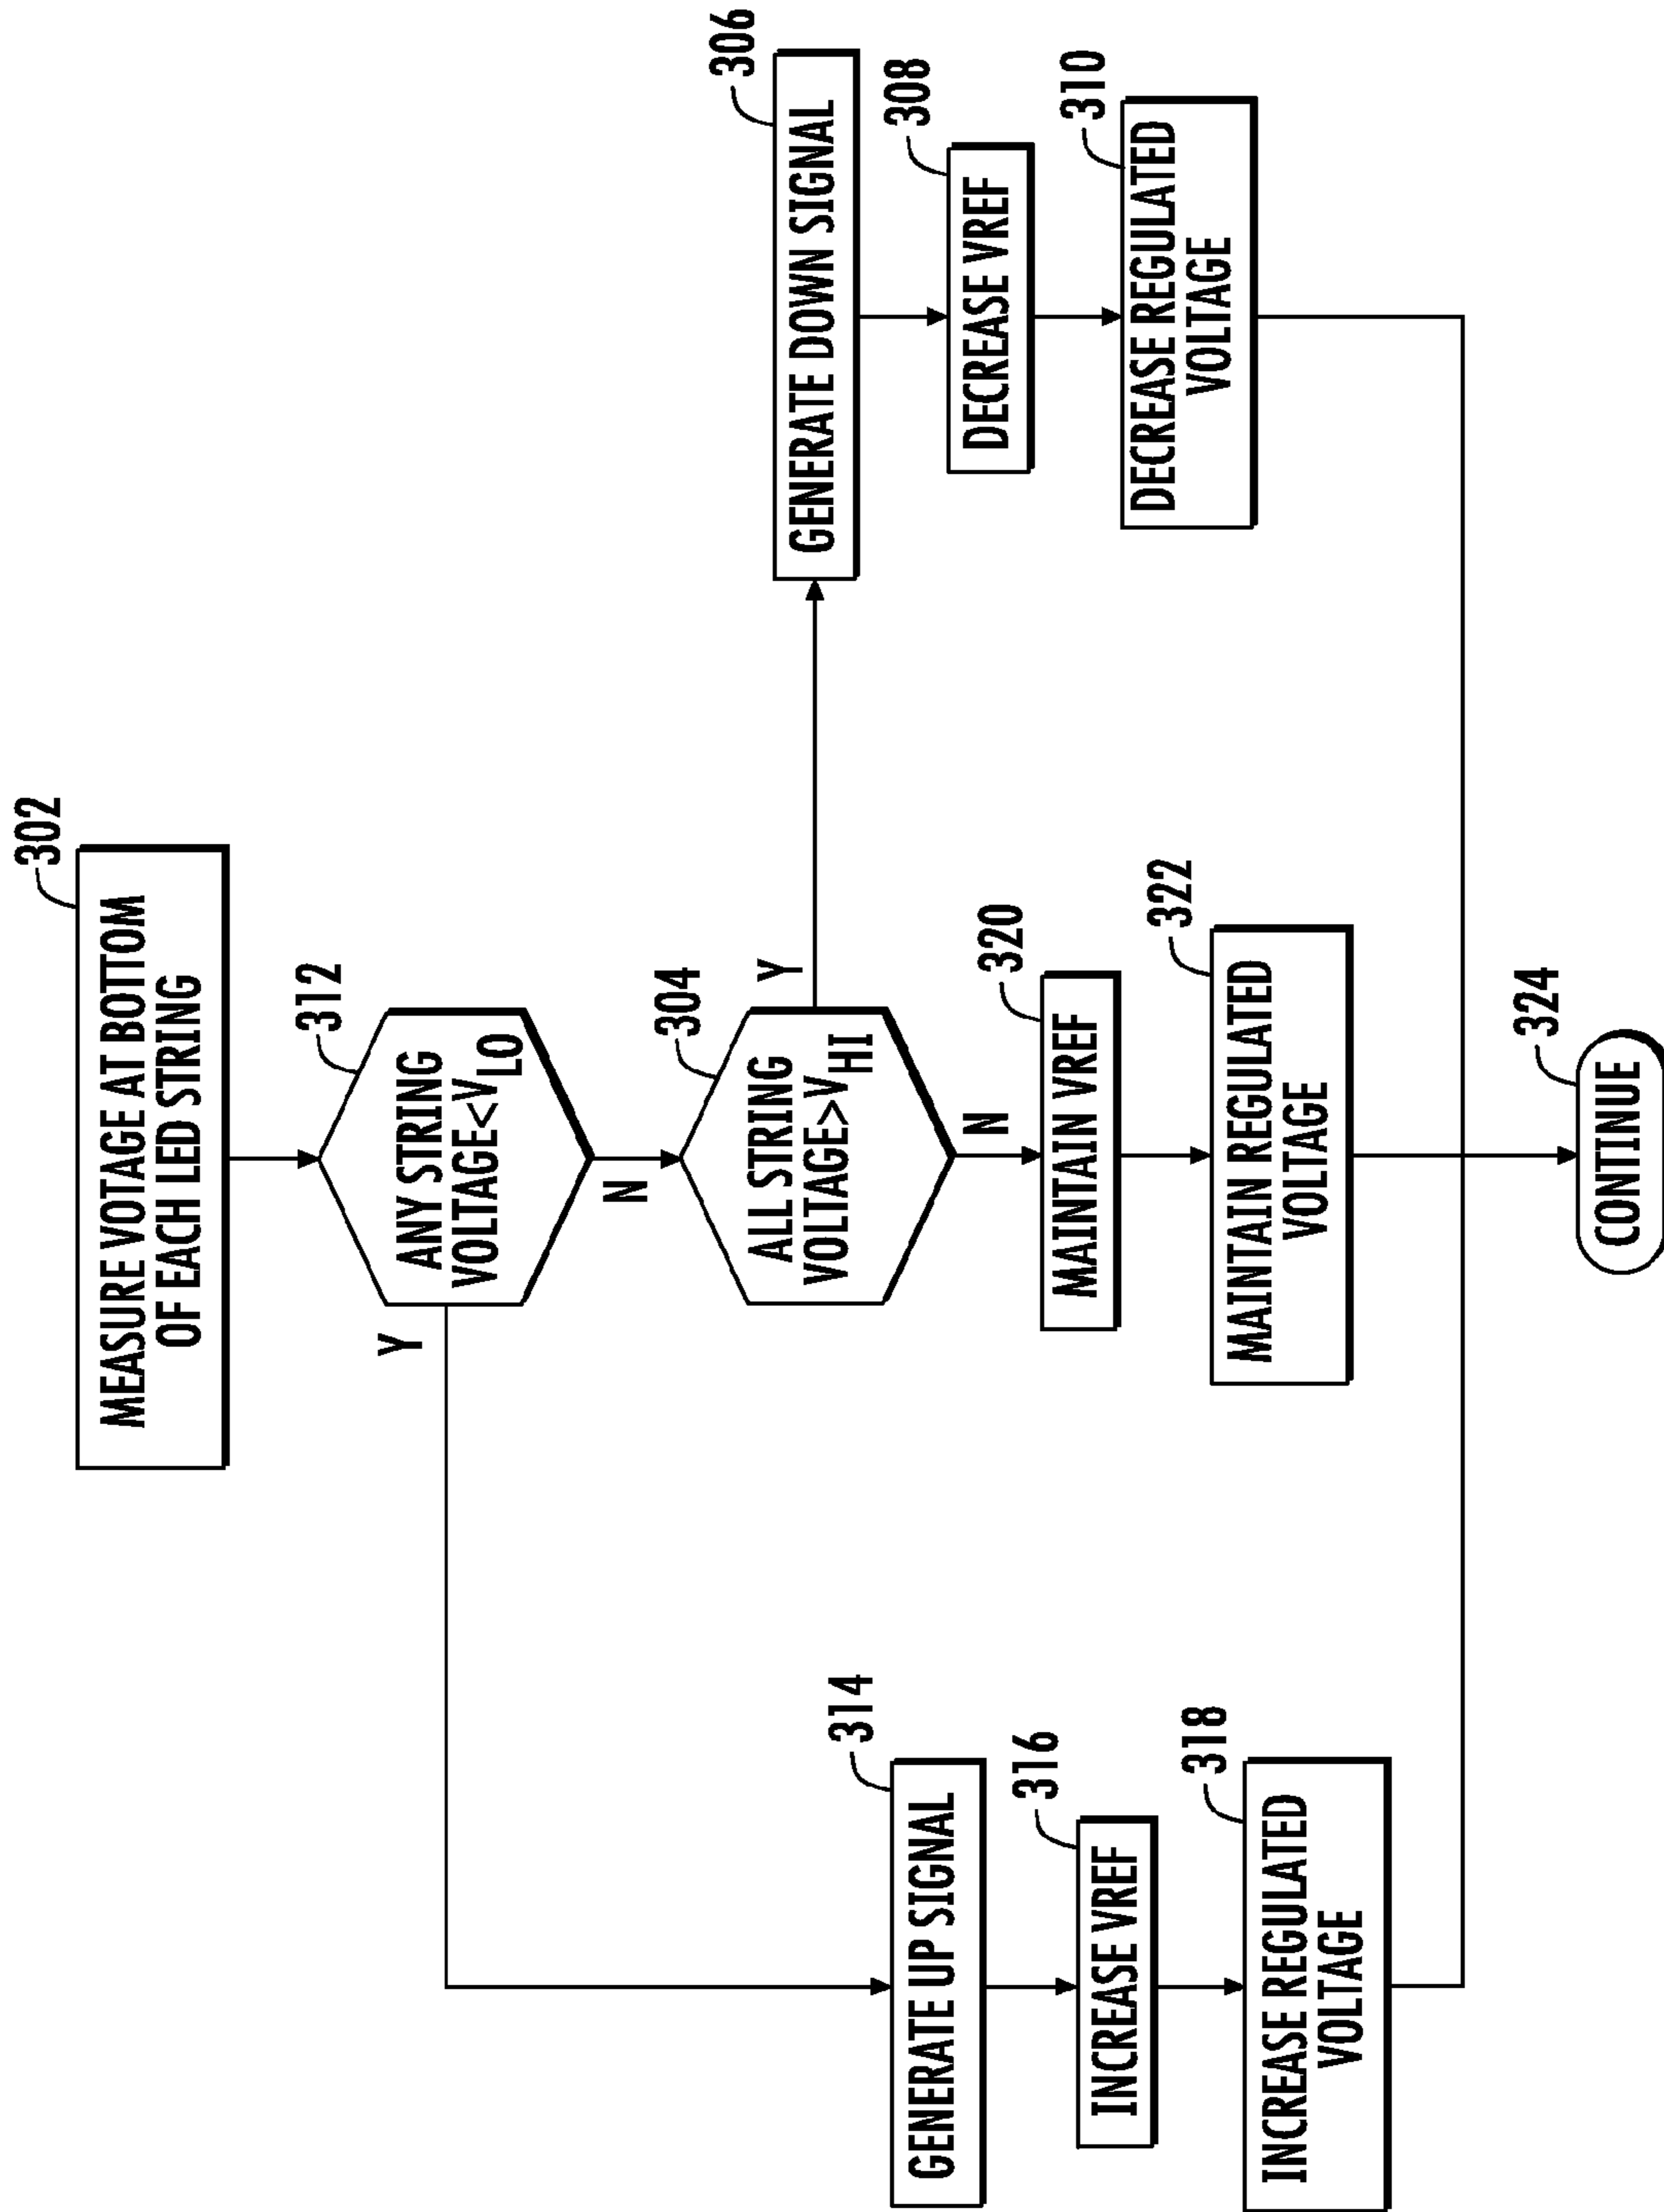 302
MEASURE VOTAGE AT BOTTOM
OF EACH LED STRING
312
ANY STRING
VOLTAGE<V_LO
Y
N
304
ALL STRING
VOLTAGE>V_HI
Y
N
306
GENERATE DOWN SIGNAL
308
DECREASE VREF
310
DECREASE REGULATED
VOLTAGE
314
GENERATE UP SIGNAL
316
INCREASE VREF
318
INCREASE REGULATED
VOLTAGE
320
MAINTAIN VREF
322
MAINTAIN REGULATED
VOLTAGE
324
CONTINUE